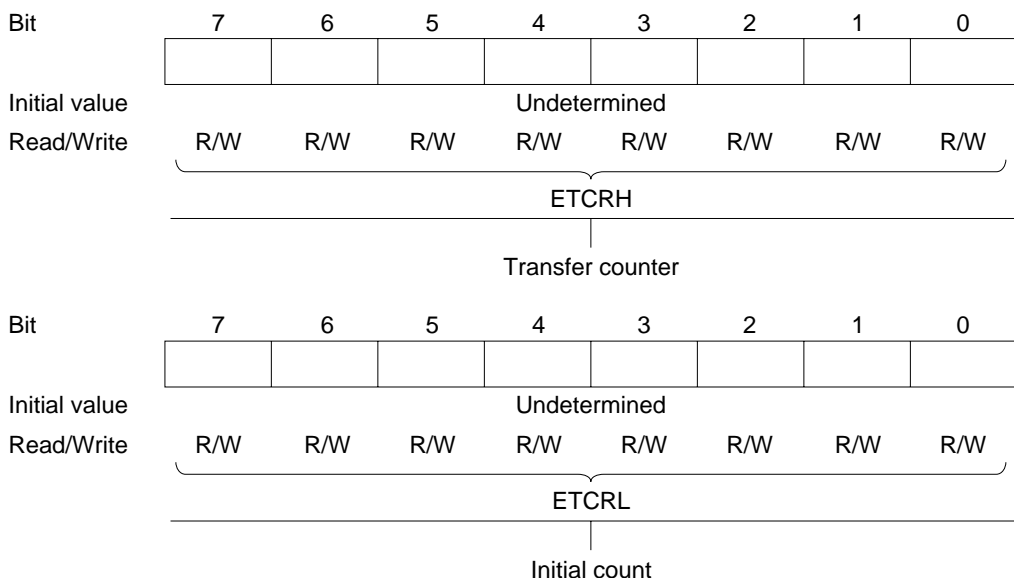 Bit 7 6 5 4 3 2 1 0
Initial value Undetermined
Read/Write R/W R/W R/W R/W R/W R/W R/W R/W
ETCRH
Transfer counter
Bit 7 6 5 4 3 2 1 0
Initial value Undetermined
Read/Write R/W R/W R/W R/W R/W R/W R/W R/W
ETCRL
Initial count